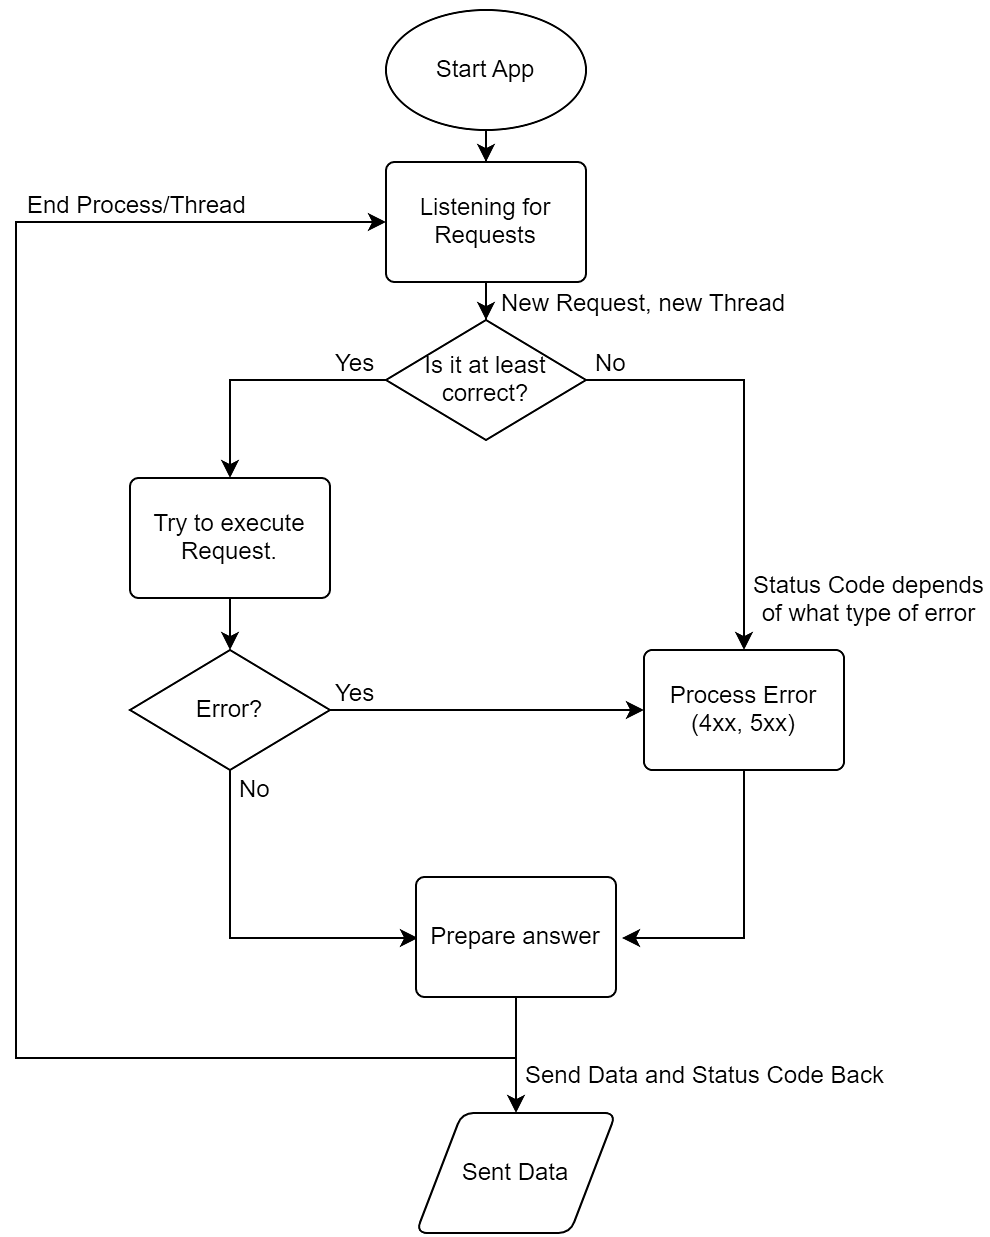 Start App
End Process/Thread
Listening for
Requests
New Request, new Thread
Yes
Is it at least
correct?
No
Try to execute
Request.
Status Code depends
of what type of error
Error?
Yes
Process Error
(4xx, 5xx)
No
Prepare answer
Send Data and Status Code Back
Sent Data